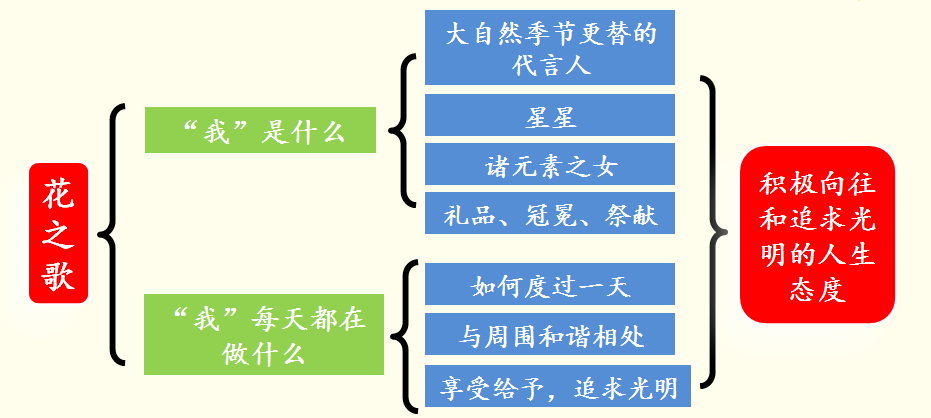 花之歌
“我”是什么
大自然季节更替的
代言人
星星
诸元素之女
礼品、冠冕、祭献
“我”每天都在
做什么
如何度过一天
与周围和谐相处
享受给予，追求光明
积极向往
和追求光
明的人生
态度